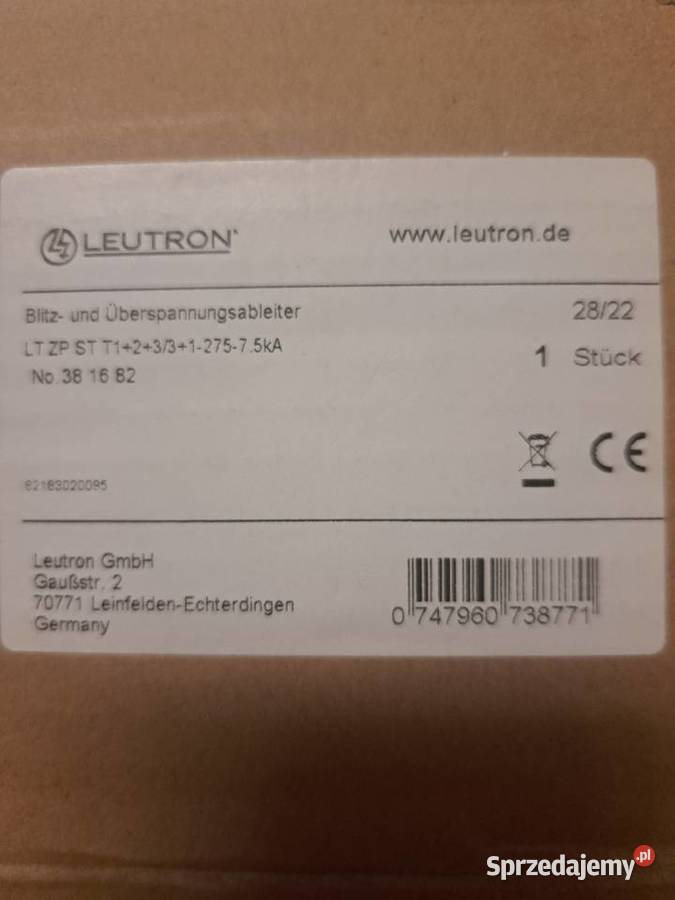 LEUTRON
www.leutron.de
Blitz- und Überspannungsableiter
28/22
LT ZP ST T1+2+3/3+1-275-7.5kA
1 Stück
No. 38 16 82
CE
62183020095
Leutron GmbH
Gaußstr. 2
70771 Leinfelden-Echterdingen
Germany
0 747960 738771
Sprzedajemy.pl